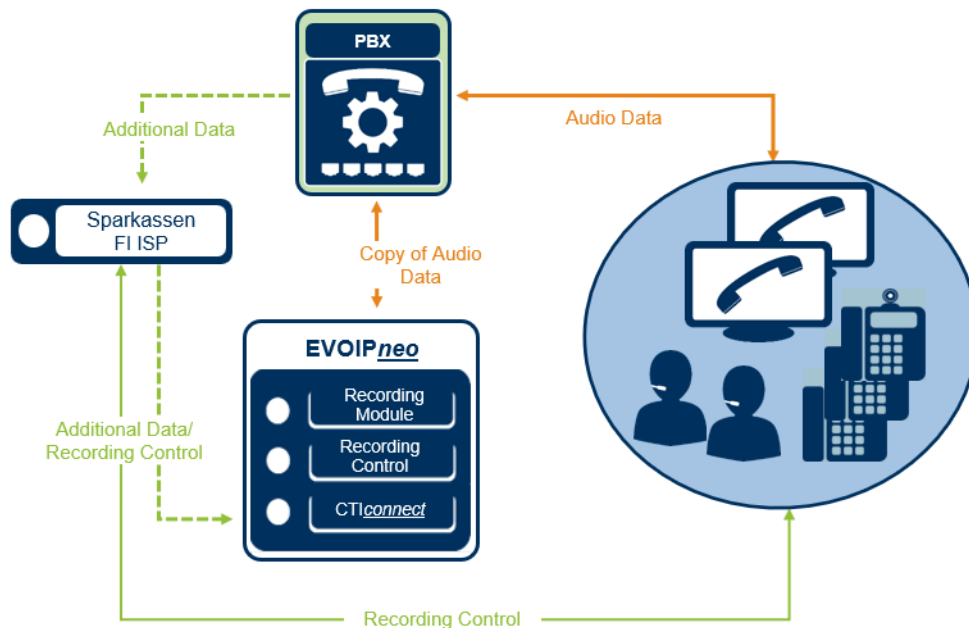 PBX
Additional Data
Audio Data
Sparkassen
FI ISP
Copy of Audio
Data
EVOIPneo
Recording
Module
Additional Data/
Recording Control
Recording
Control
CTIconnect
Recording Control